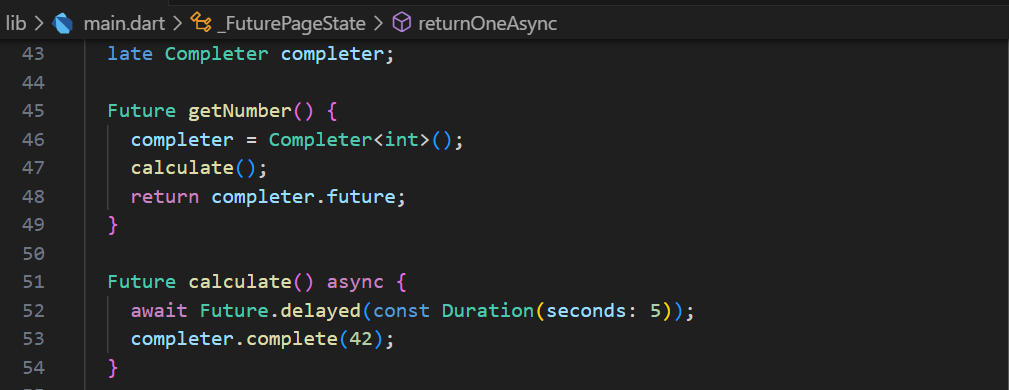 lib > main.dart > _FuturePageState > returnOneAsync
43 late Completer completer;
44
45 Future getNumber() {
46 completer = Completer<int>();
47 calculate();
48 return completer.future;
49 }
50
51 Future calculate() async {
52 await Future.delayed(const Duration(seconds: 5));
53 completer.complete(42);
54 }